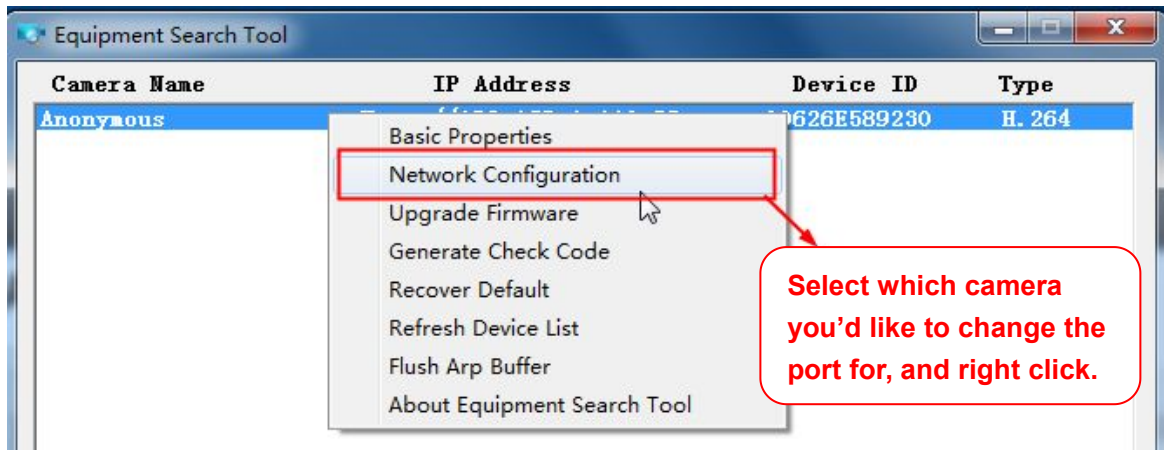 Equipment Search Tool
Camera Name IP Address Device ID Type
Anonymous H.264
Basic Properties
Network Configuration
Upgrade Firmware
Generate Check Code
Recover Default
Refresh Device List
Flush Arp Buffer
About Equipment Search Tool
Select which camera
you’d like to change the
port for, and right click.